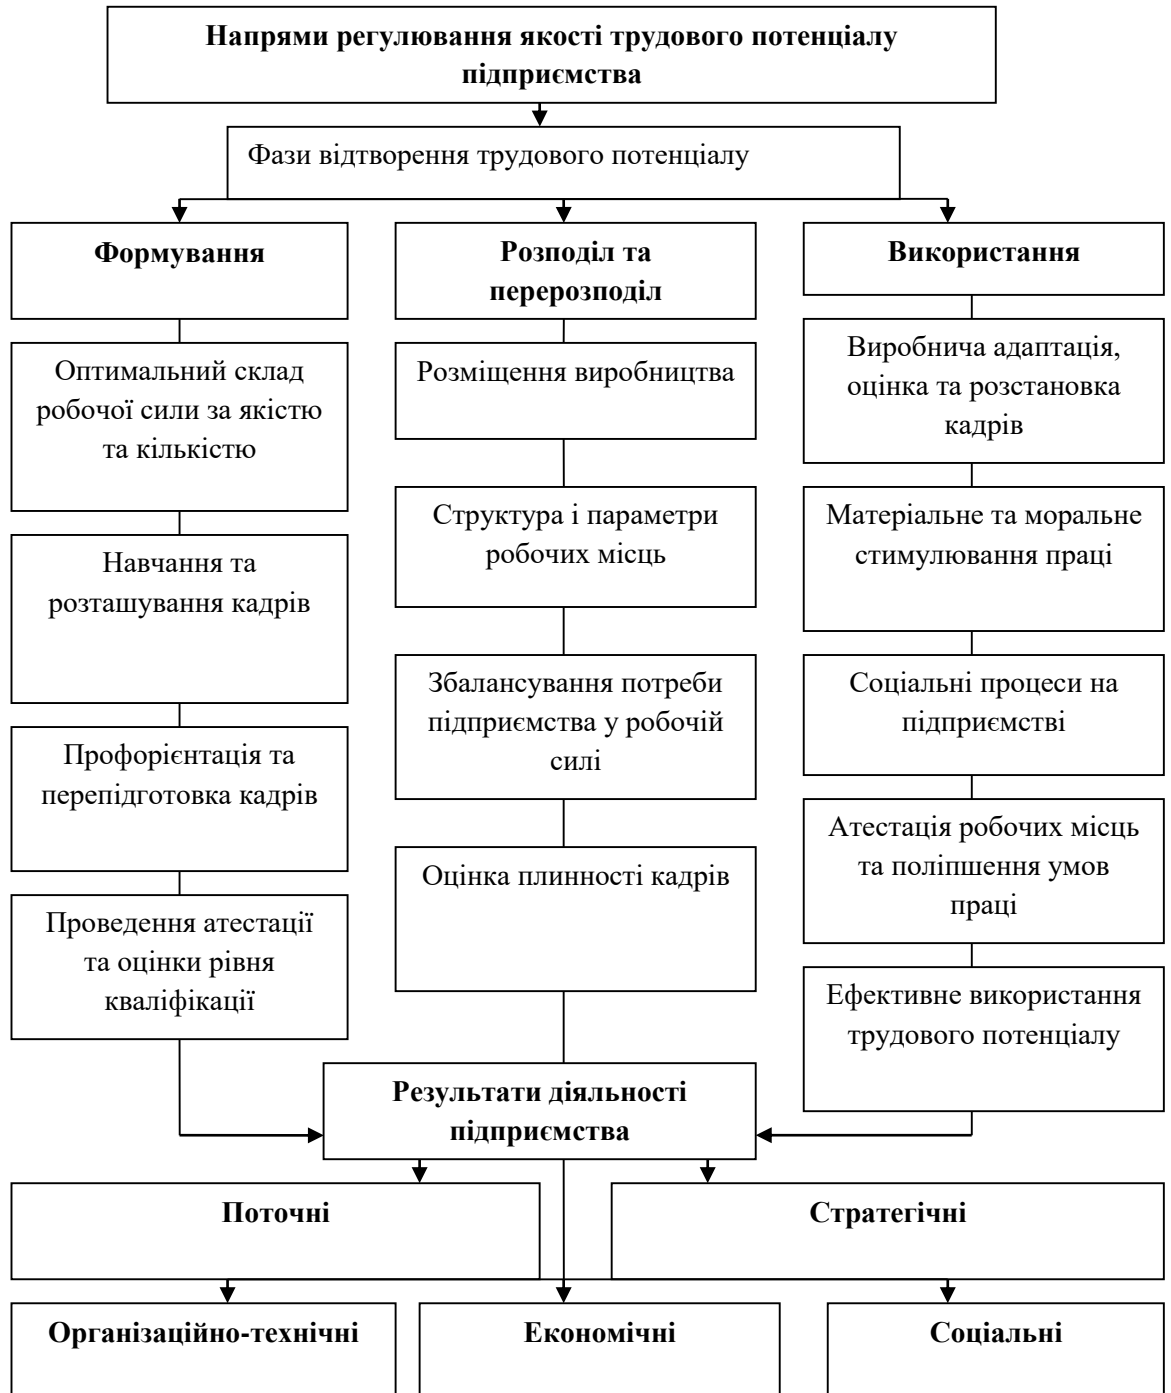 Напрями регулювання якості трудового потенціалу
підприємства
Фази відтворення трудового потенціалу
Формування
Оптимальний склад
робочої сили за якістю
та кількістю
Навчання та
розташування кадрів
Профорієнтація та
перепідготовка кадрів
Проведення атестації
та оцінки рівня
кваліфікації
Розподіл та
перерозподіл
Розміщення виробництва
Структура і параметри
робочих місць
Збалансування потреби
підприємства у робочій
силі
Оцінка плинності кадрів
Використання
Виробнича адаптація,
оцінка та розстановка
кадрів
Матеріальне та моральне
стимулювання праці
Соціальні процеси на
підприємстві
Атестація робочих місць
та поліпшення умов
праці
Ефективне використання
трудового потенціалу
Результати діяльності
підприємства
Поточні
Стратегічні
Організаційно-технічні
Економічні
Соціальні